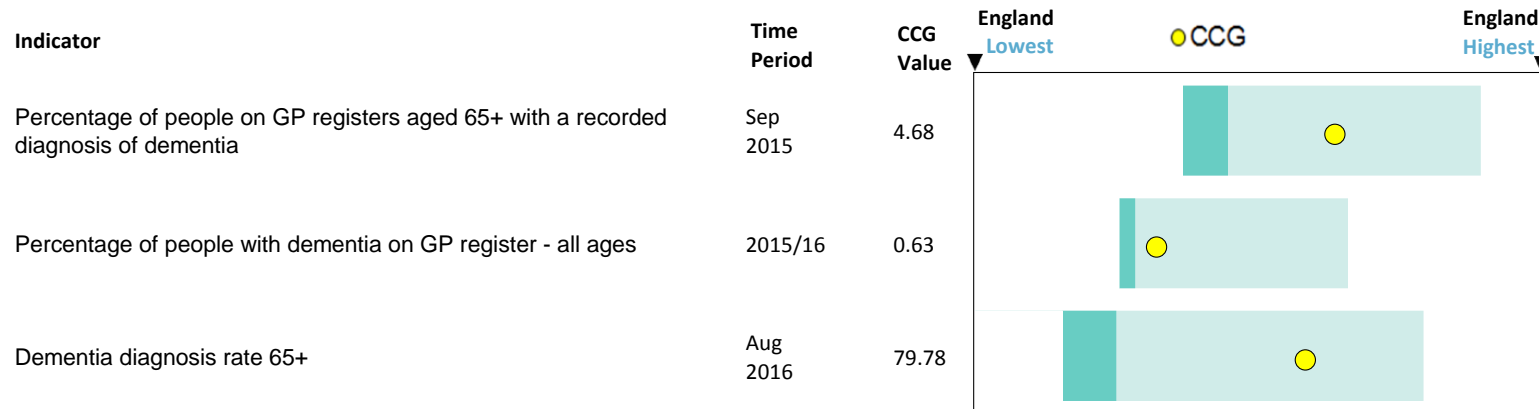 Indicator
Time
Period
CCG
Value
England
Lowest
CCG
England
Highest
Percentage of people on GP registers aged 65+ with a recorded
diagnosis of dementia
Sep
2015
4.68
Percentage of people with dementia on GP register - all ages
2015/16
0.63
Dementia diagnosis rate 65+
Aug
2016
79.78